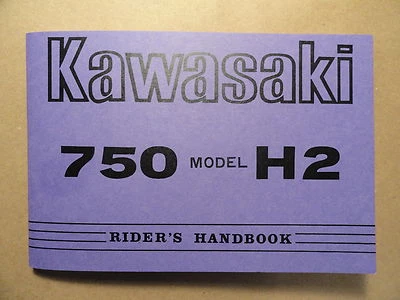 Kawasaki
750 MODEL H2
RIDER'S HANDBOOK